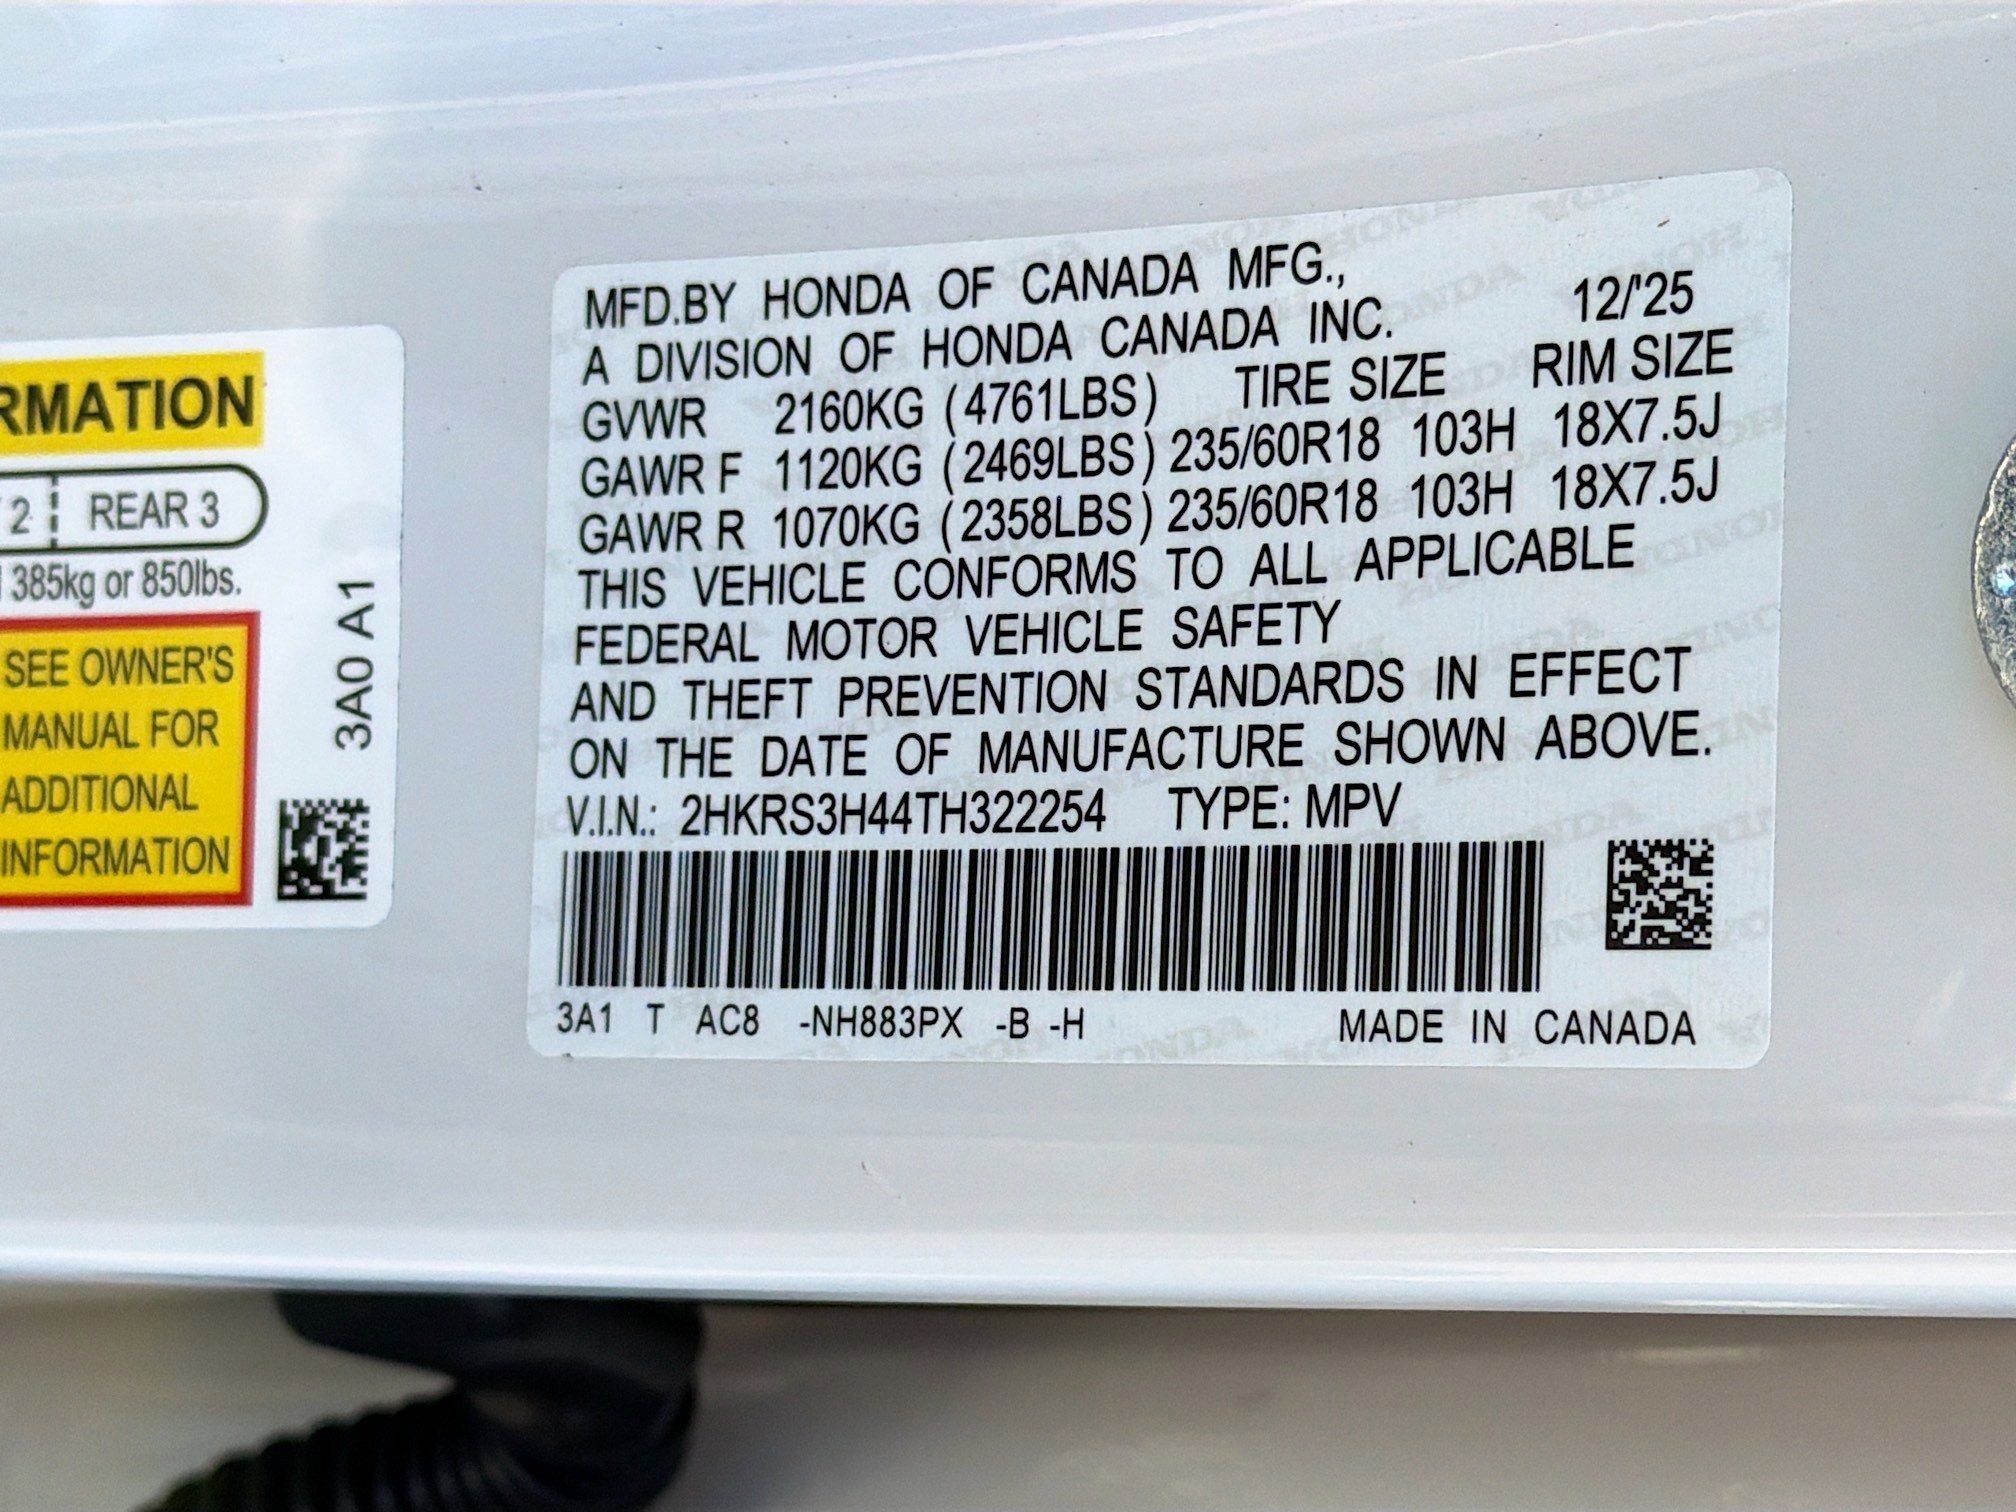 RMATION
2 REAR 3
385kg or 850lbs.
SEE OWNER'S
MANUAL FOR
ADDITIONAL
INFORMATION
3A0 A1
MFD.BY HONDA OF CANADA MFG.,
A DIVISION OF HONDA CANADA INC. 12/'25
GVWR 2160KG (4761LBS) TIRE SIZE RIM SIZE
GAWR F 1120KG (2469LBS) 235/60R18 103H 18X7.5J
GAWR R 1070KG (2358LBS) 235/60R18 103H 18X7.5J
THIS VEHICLE CONFORMS TO ALL APPLICABLE
FEDERAL MOTOR VEHICLE SAFETY
AND THEFT PREVENTION STANDARDS IN EFFECT
ON THE DATE OF MANUFACTURE SHOWN ABOVE.
V.I.N.: 2HKRS3H44TH322254 TYPE: MPV
3A1 T AC8 -NH883PX -B -H MADE IN CANADA